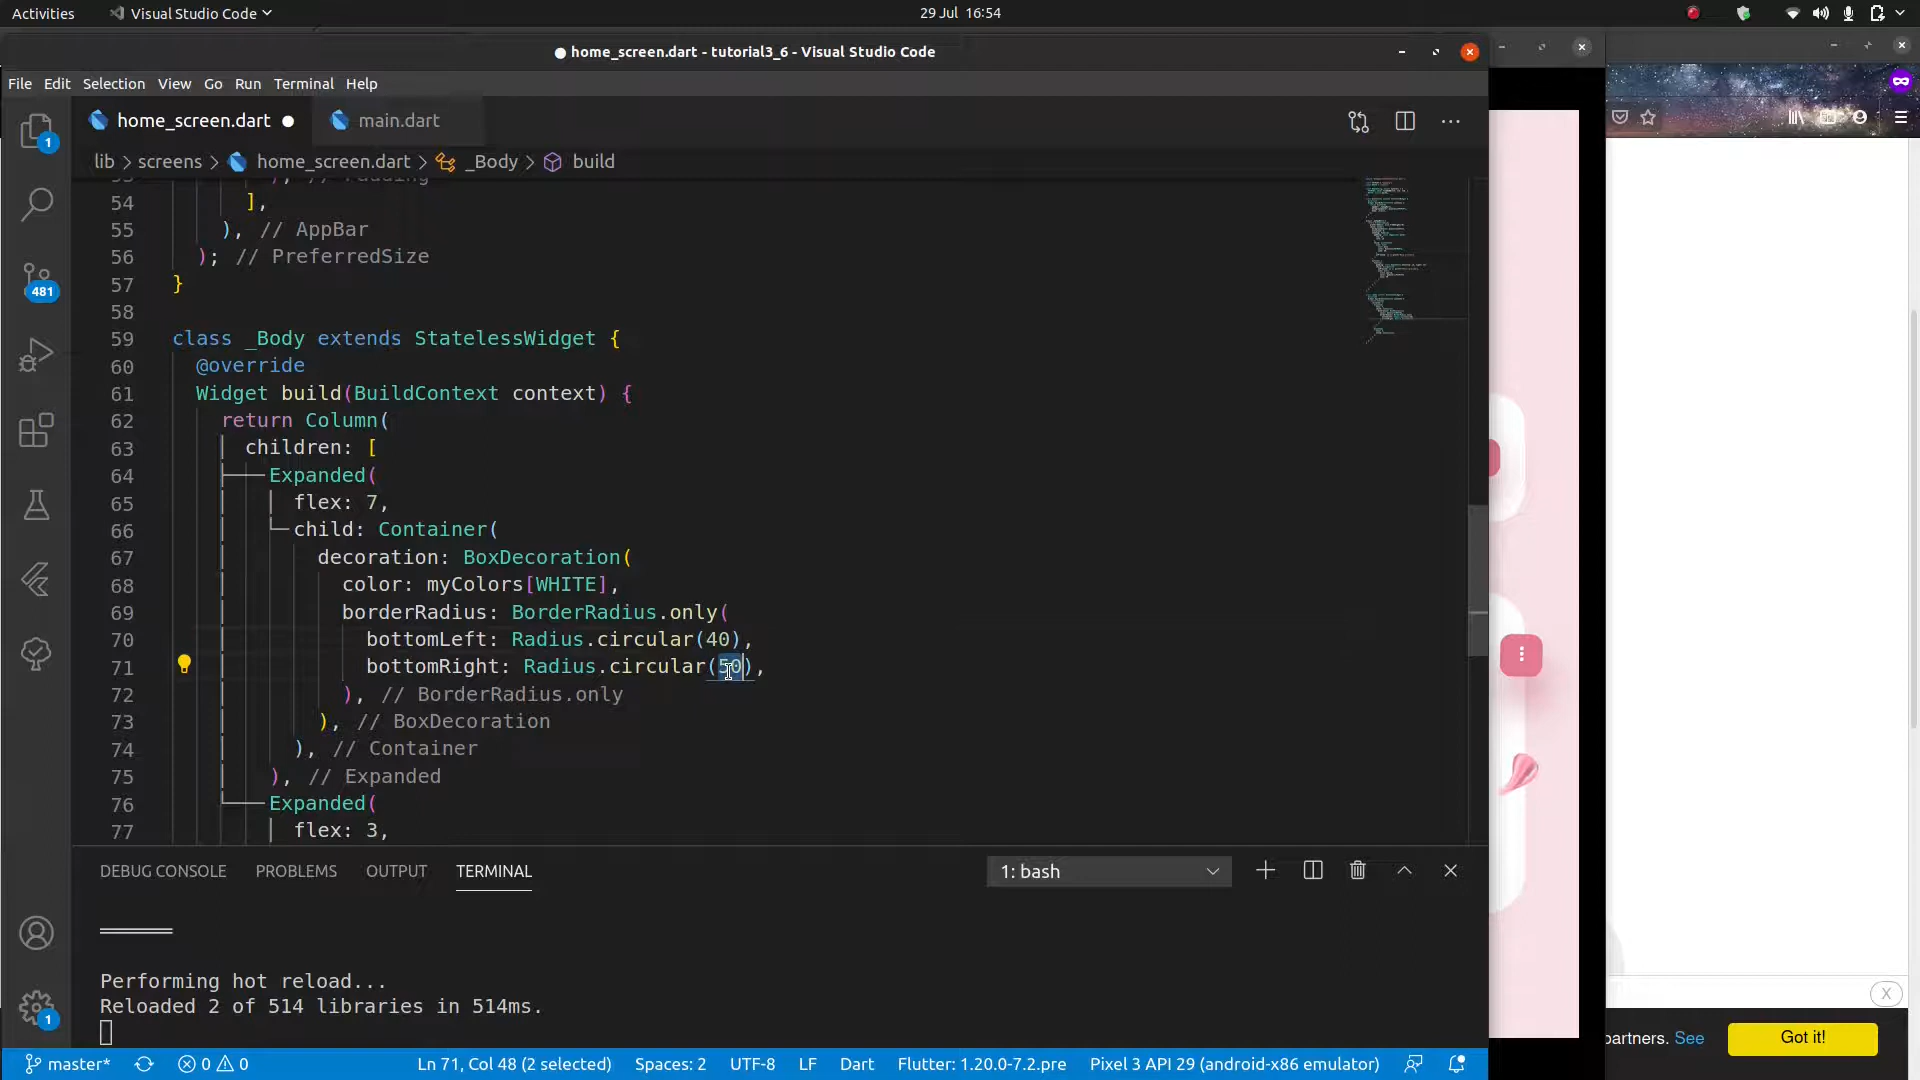 Activities
Visual Studio Code
29 Jul 16:54
home_screen.dart - tutorial3_6 - Visual Studio Code
File Edit Selection View Go Run Terminal Help
home_screen.dart
main.dart
lib > screens > home_screen.dart > _Body > build
54 ],
55 ), // AppBar
56 ); // PreferredSize
57 }
58
59 class _Body extends StatelessWidget {
60 @override
61 Widget build(BuildContext context) {
62 return Column(
63 children: [
64 Expanded(
65 flex: 7,
66 child: Container(
67 decoration: BoxDecoration(
68 color: myColors[WHITE],
69 borderRadius: BorderRadius.only(
70 bottomLeft: Radius.circular(40),
71 bottomRight: Radius.circular(50),
72 ), // BorderRadius.only
73 ), // BoxDecoration
74 ), // Container
75 ), // Expanded
76 Expanded(
77 flex: 3,
1
481
1
DEBUG CONSOLE PROBLEMS OUTPUT TERMINAL
1: bash
Performing hot reload...
Reloaded 2 of 514 libraries in 514ms.
master* 0 0 Ln 71, Col 48 (2 selected) Spaces: 2 UTF-8 LF Dart Flutter: 1.20.0-7.2.pre Pixel 3 API 29 (android-x86 emulator)
X
partners. See
Got it!